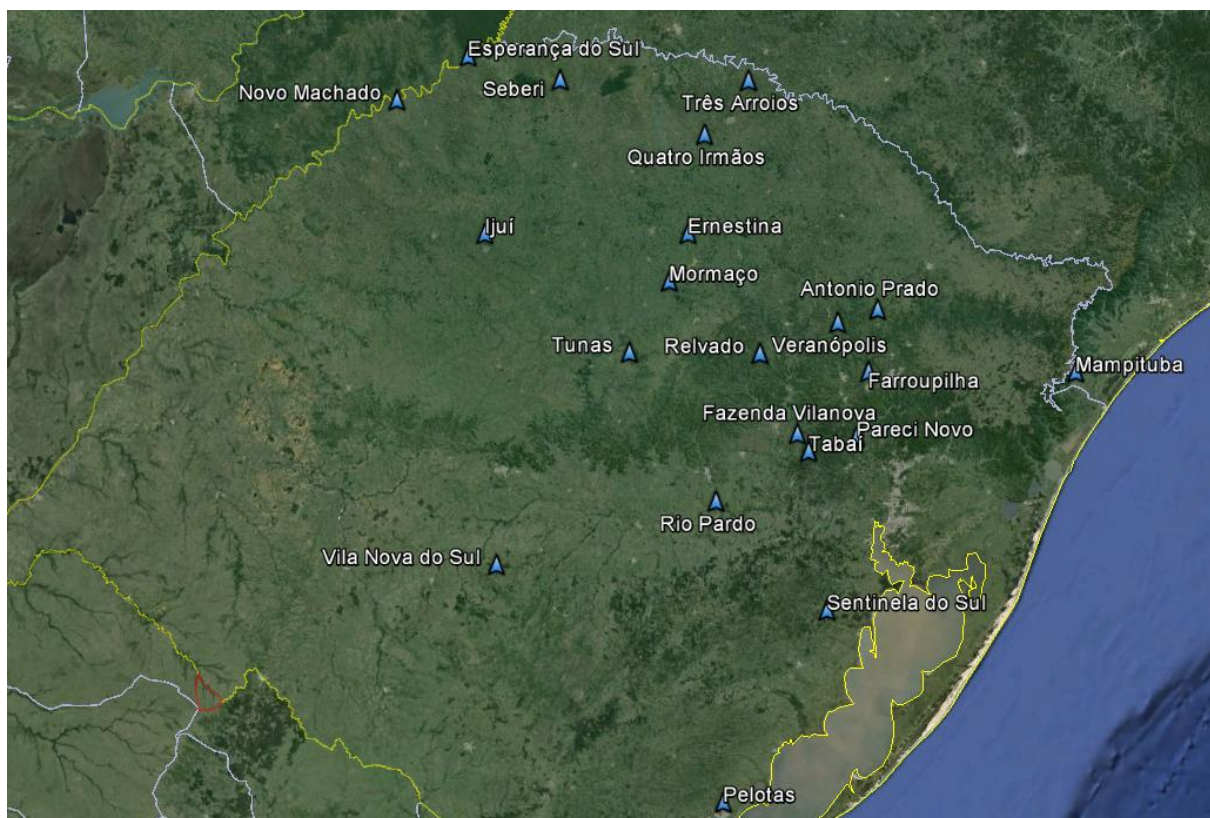 Esperança do Sul
Seberi
Novo Machado
Três Arroios
Quatro Irmãos
Ijuí
Ernestina
Mormaço
Antonio Prado
Tunas
Relvado
Veranópolis
Mampituba
Farroupilha
Fazenda Vilanova
Pareci Novo
Tabaí
Rio Pardo
Vila Nova do Sul
Sentinela do Sul
Pelotas